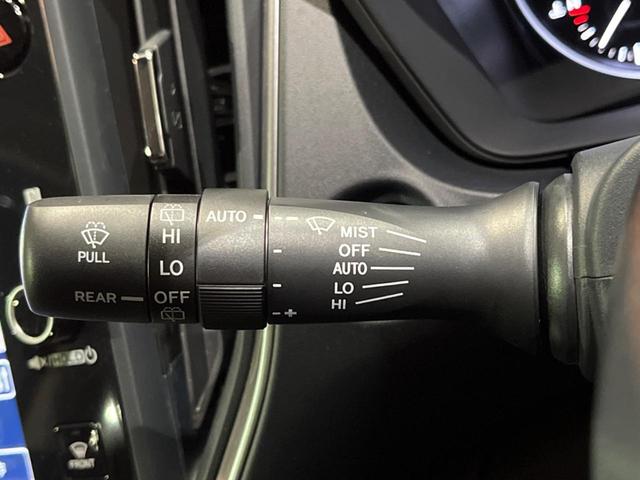 PULL
REAR
HI
LO
OFF
AUTO
- +
MIST
OFF
AUTO
LO
HI
FRONT